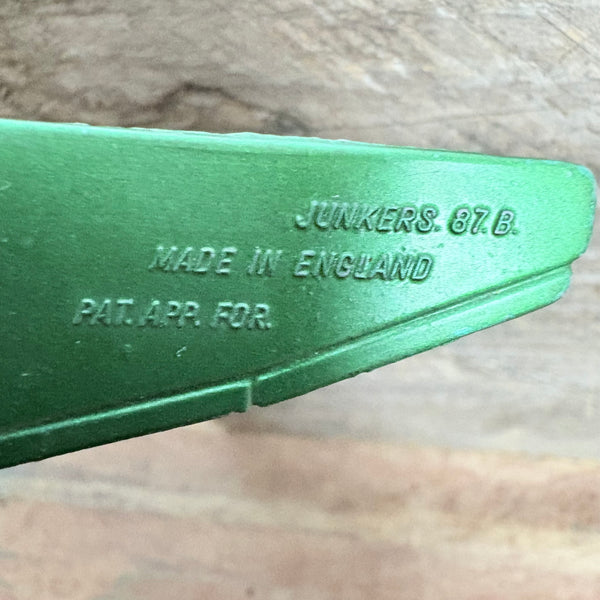 JUNKERS. 87. B.
MADE IN ENGLAND
PAT. APP. FOR.